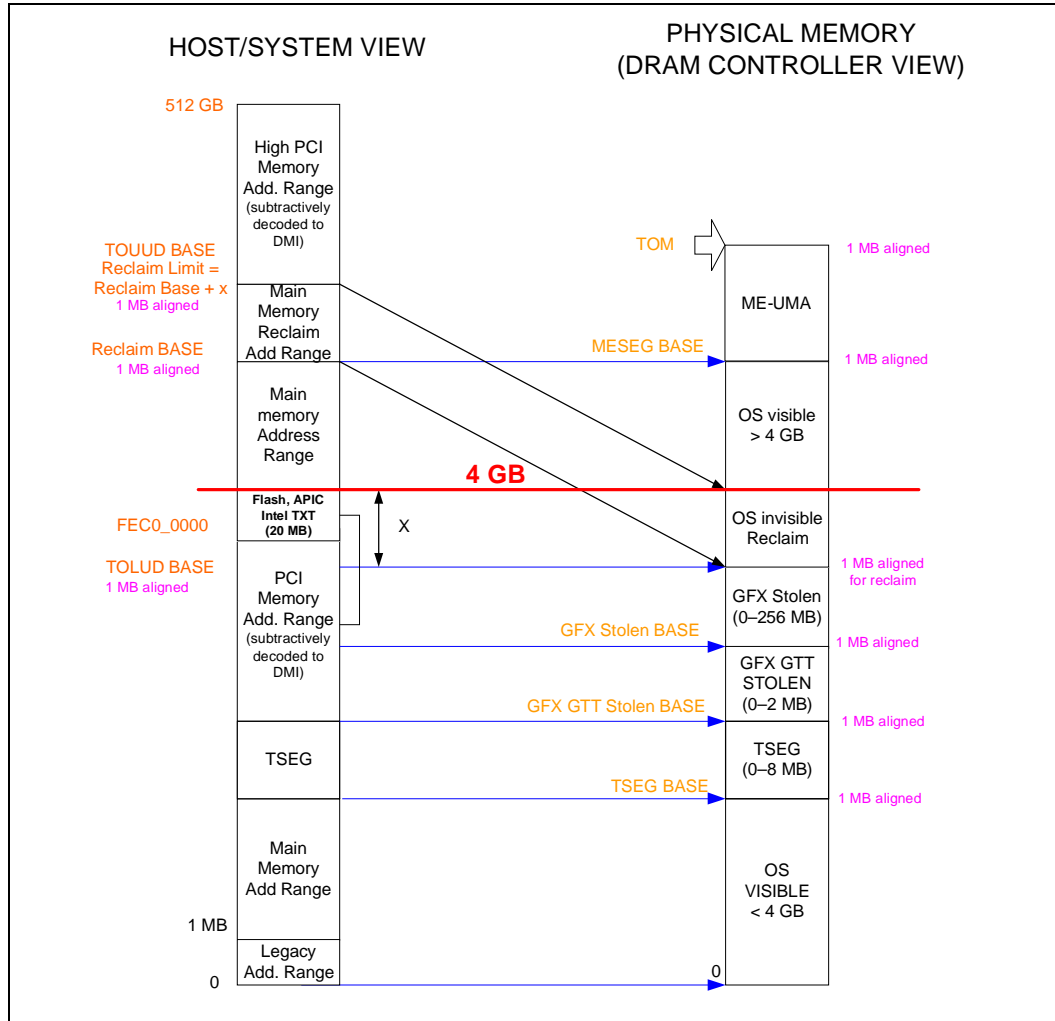 HOST/SYSTEM VIEW
PHYSICAL MEMORY
(DRAM CONTROLLER VIEW)
512 GB
High PCI
Memory
Add. Range
(subtractively
decoded to
DMI)
TOUUD BASE
Reclaim Limit =
Reclaim Base + x
1 MB aligned
Main
Memory
Reclaim
Add Range
Reclaim BASE
1 MB aligned
Main
memory
Address
Range
4 GB
Flash, APIC
Intel TXT
(20 MB)
FEC0_0000
X
TOLUD BASE
1 MB aligned
PCI
Memory
Add. Range
(subtractively
decoded to
DMI)
TSEG
Main
Memory
Add Range
1 MB
Legacy
Add. Range
0
TOM
1 MB aligned
ME-UMA
MESEG BASE
1 MB aligned
OS visible
> 4 GB
OS invisible
Reclaim
1 MB aligned
for reclaim
GFX Stolen
(0–256 MB)
GFX Stolen BASE
1 MB aligned
GFX GTT
STOLEN
(0–2 MB)
GFX GTT Stolen BASE
1 MB aligned
TSEG
(0–8 MB)
TSEG BASE
1 MB aligned
OS
VISIBLE
< 4 GB
0